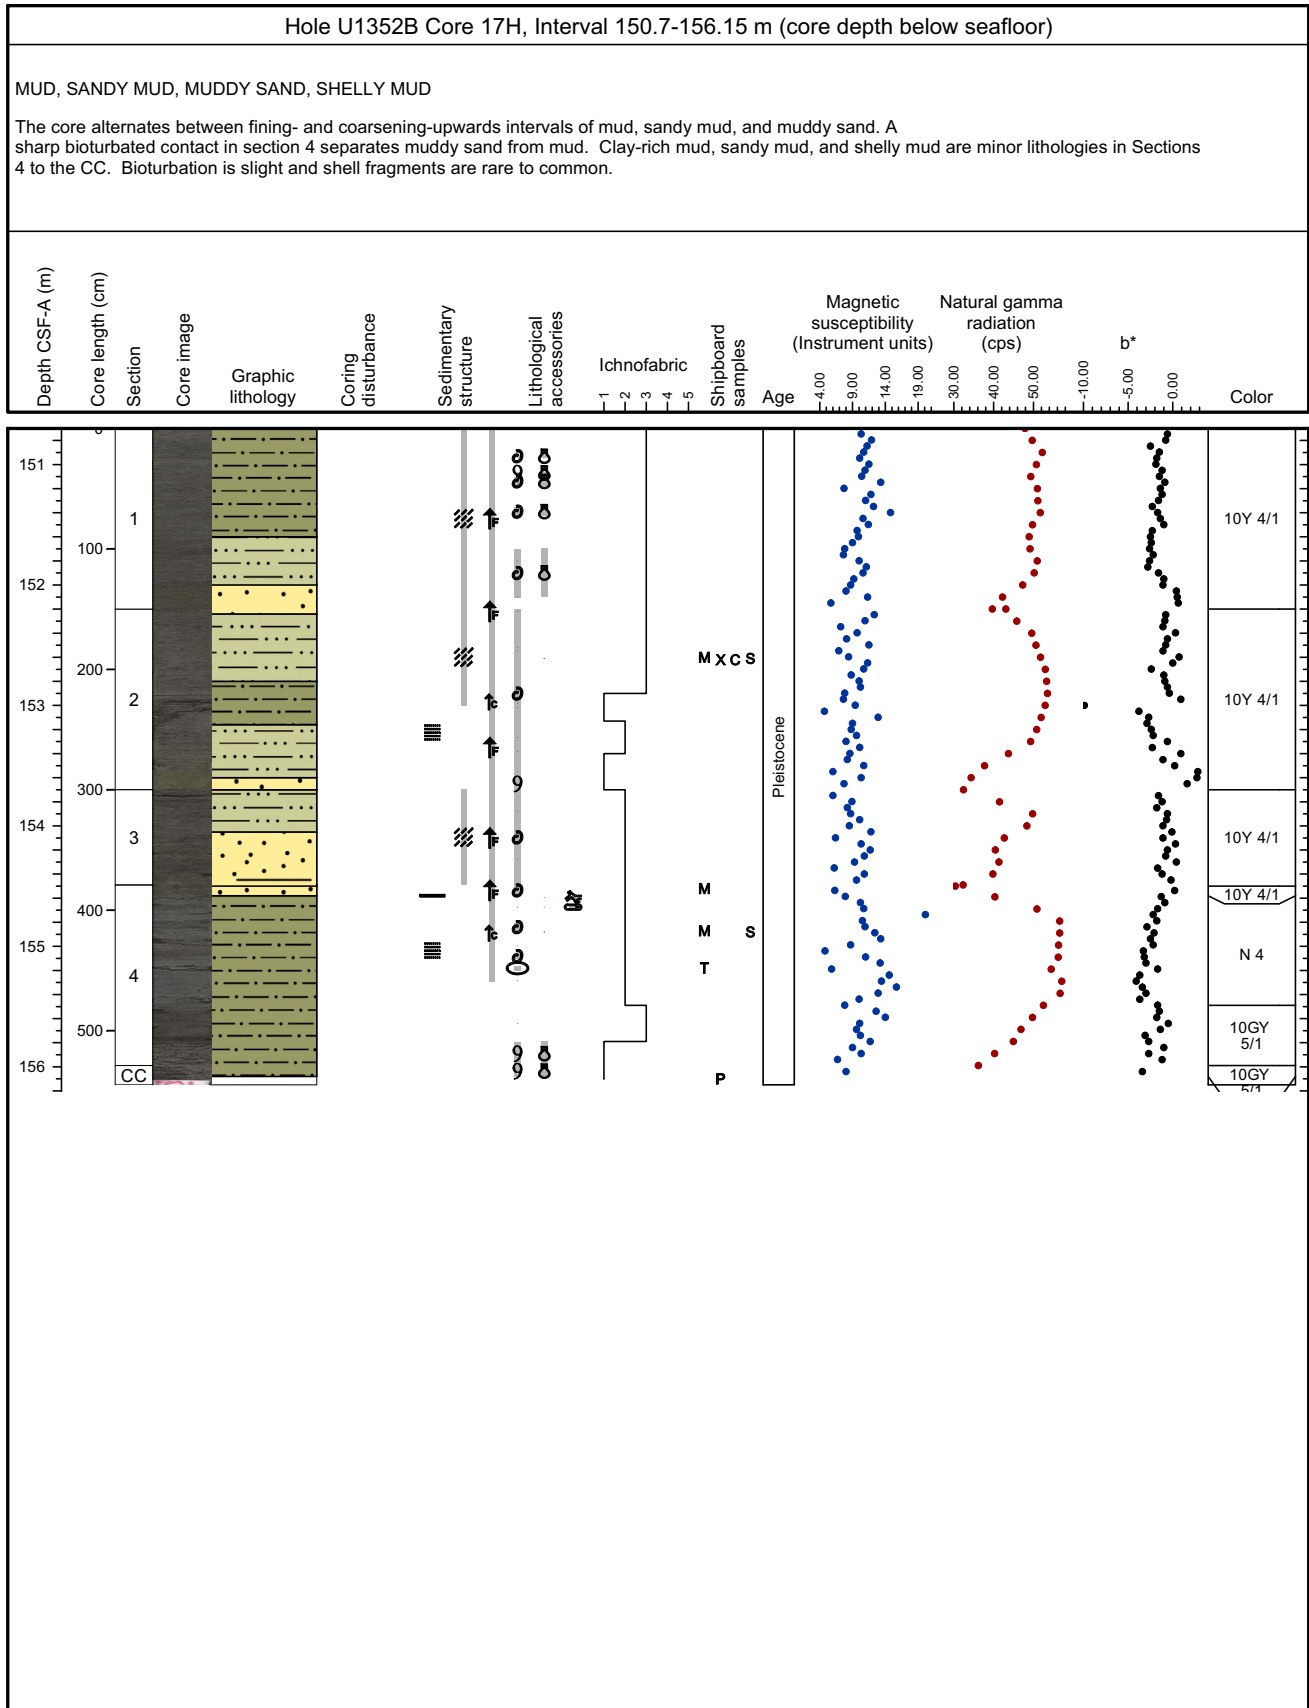 Hole U1352B Core 17H, Interval 150.7-156.15 m (core depth below seafloor)
MUD, SANDY MUD, MUDDY SAND, SHELLY MUD
The core alternates between fining- and coarsening-upwards intervals of mud, sandy mud, and muddy sand. A
sharp bioturbated contact in section 4 separates muddy sand from mud. Clay-rich mud, sandy mud, and shelly mud are minor lithologies in Sections
4 to the CC. Bioturbation is slight and shell fragments are rare to common.
Depth CSF-A (m)
Core length (cm)
Section
Core image
Graphic
lithology
Coring
disturbance
Sedimentary
structure
Lithological
accessories
Ichnofabric
1 2 3 4 5
Shipboard
samples
Age
Magnetic
susceptibility
(Instrument units)
4.00 9.00 14.00 19.00
Natural gamma
radiation
(cps)
30.00 40.00 50.00
b*
-10.00 -5.00 0.00
Color
0
151
1
10Y 4/1
F
100
152
F
M X C S
200
2
10Y 4/1
153
C
F
Pleistocene
300
154
3
F
10Y 4/1
F
M
10Y 4/1
400
C
M S
155
4
T
N 4
500
10GY
5/1
156
CC
P
10GY
5/1